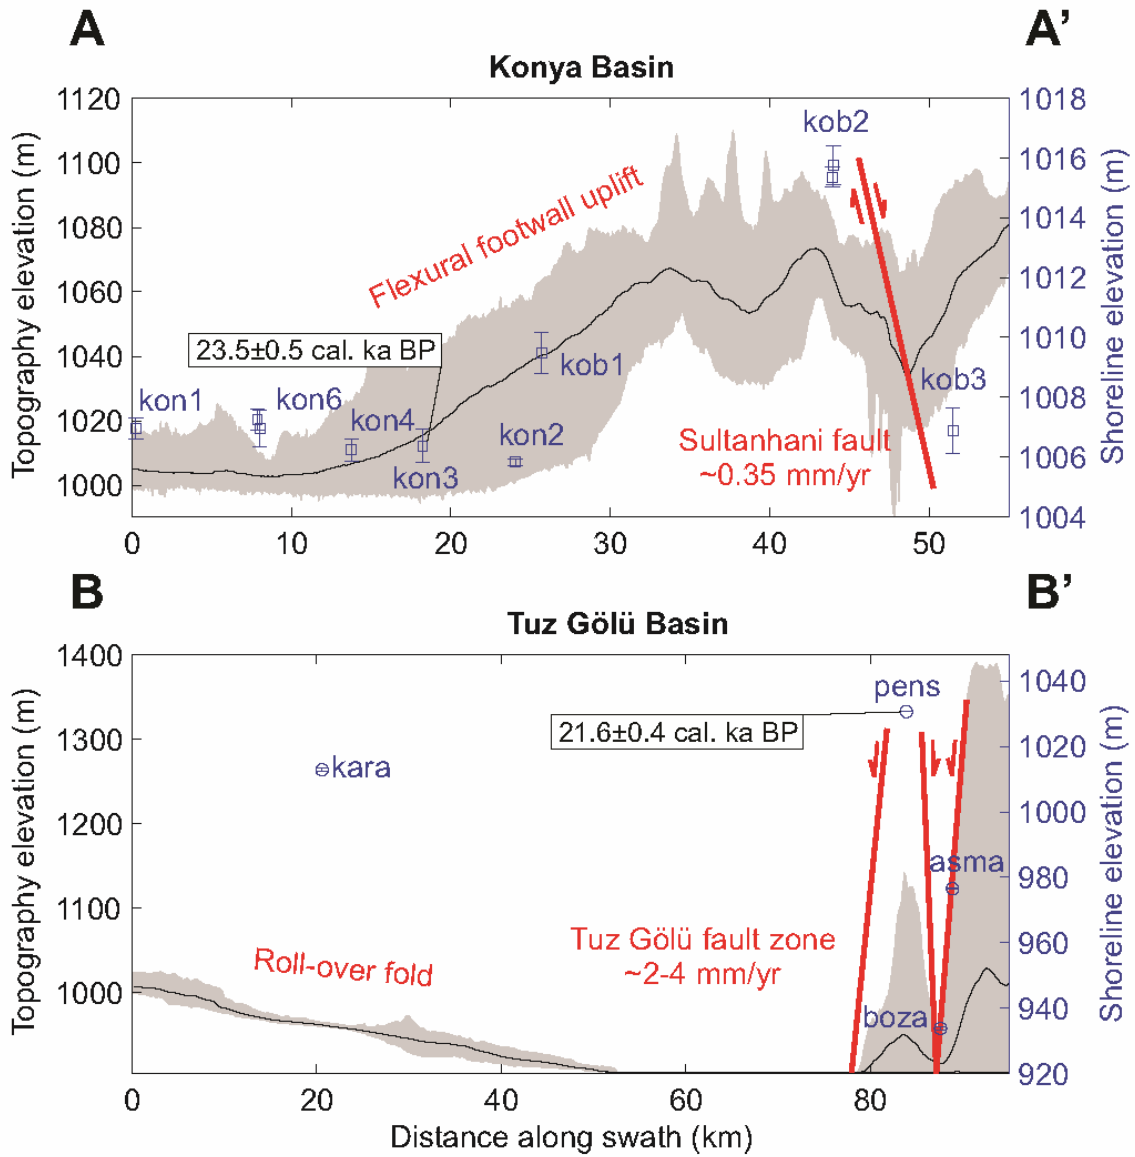 A
A’
Konya Basin
1120
1100
1080
1060
1040
1020
1000
Topography elevation (m)
1018
1016
1014
1012
1010
1008
1006
1004
Shoreline elevation (m)
kob2
Flexural footwall uplift
23.5±0.5 cal. ka BP
kob1
kob3
kon1
kon6
kon4
kon2
kon3
Sultanhani fault
~0.35 mm/yr
0
10
20
30
40
50
B
B’
Tuz Gölü Basin
1400
1300
1200
1100
1000
Topography elevation (m)
1040
1020
1000
980
960
940
920
Shoreline elevation (m)
pens
21.6±0.4 cal. ka BP
kara
asma
Tuz Gölü fault zone
~2-4 mm/yr
Roll-over fold
boza
0
20
40
60
80
Distance along swath (km)